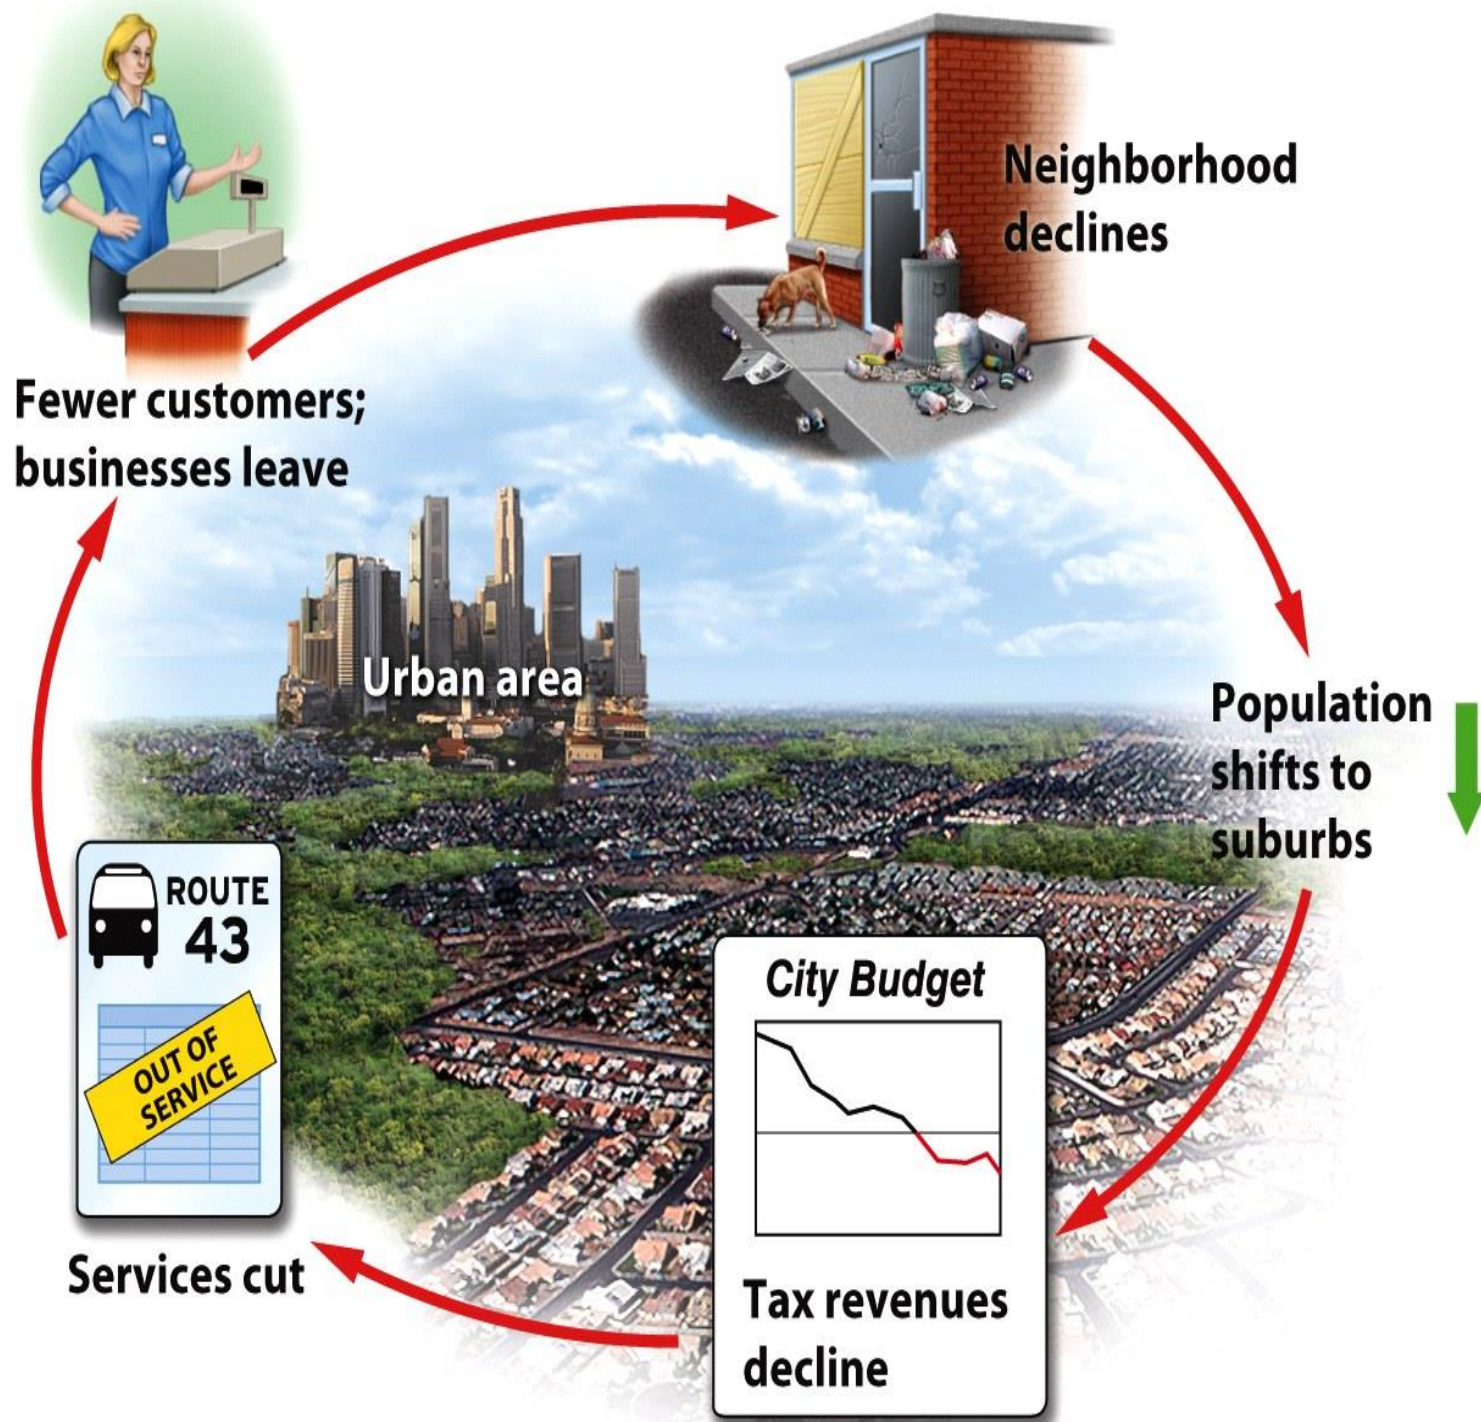 Neighborhood
declines
Fewer customers;
businesses leave
Urban area
Population
shifts to
suburbs
ROUTE
43
OUT OF
SERVICE
Services cut
City Budget
Tax revenues
decline